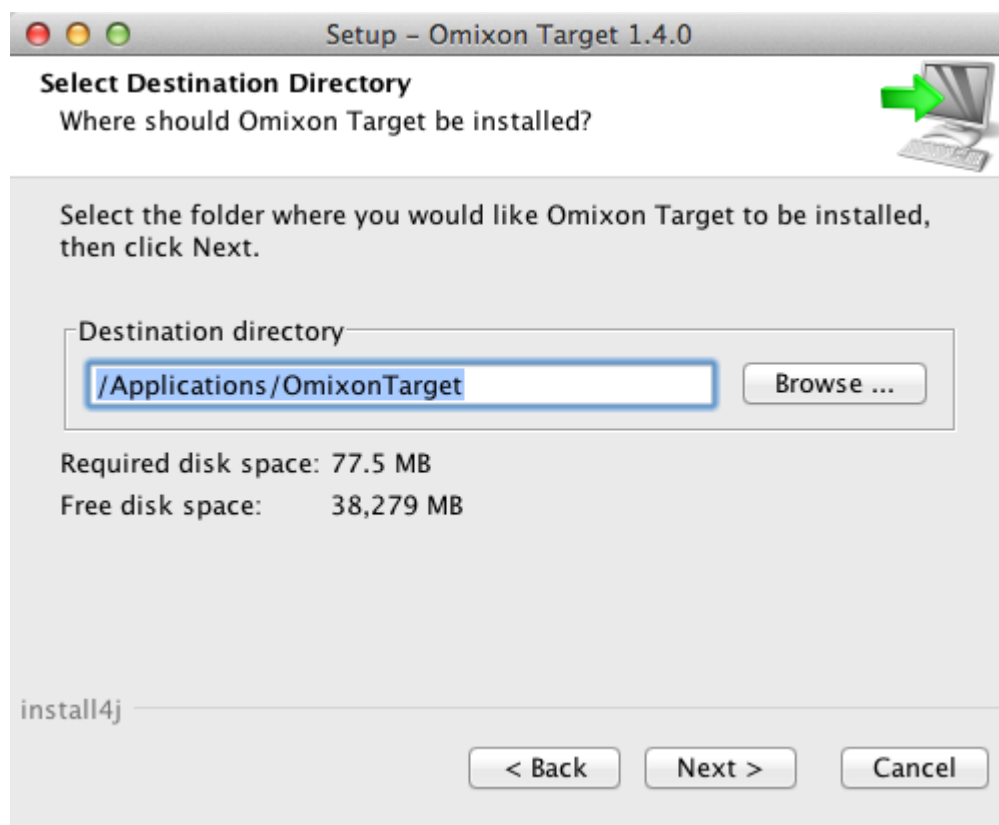 Setup – Omixon Target 1.4.0
Select Destination Directory
Where should Omixon Target be installed?
Select the folder where you would like Omixon Target to be installed,
then click Next.
Destination directory
/Applications/OmixonTarget
Browse ...
Required disk space: 77.5 MB
Free disk space: 38,279 MB
install4j
< Back
Next >
Cancel